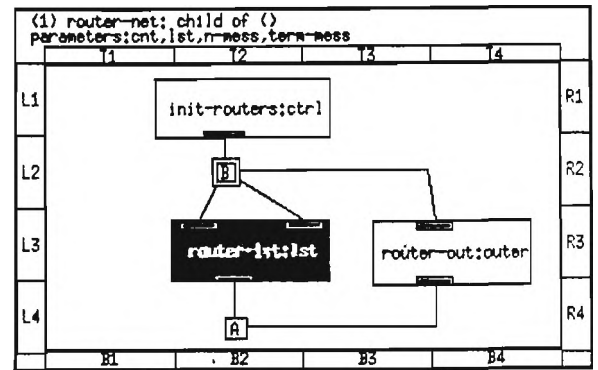 (1) router-net: child of ()
parameters:cnt,lst,n-mess,term-mess
T1 T2 T3 T4
L1 init-routers:ctrl R1
L2 B R2
L3 router-lst:lst router-out:outer R3
L4 A R4
B1 B2 B3 B4